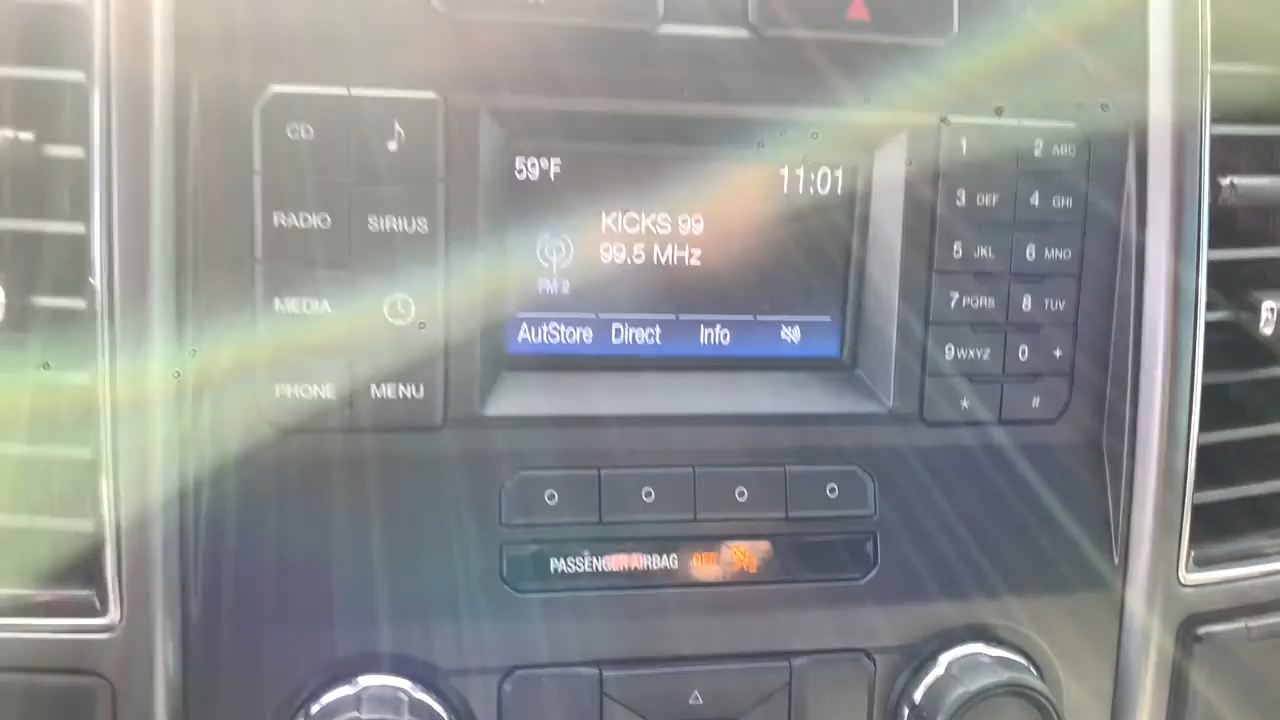 CD
RADIO SIRIUS
MEDIA
PHONE MENU
59°F 11:01
KICKS 99
99.5 MHz
FM 2
AutStore Direct Info
1 2 ABC
3 DEF 4 GHI
5 JKL 6 MNO
7 PQRS 8 TUV
9 WXYZ 0 +
* #
PASSENGER AIRBAG OFF